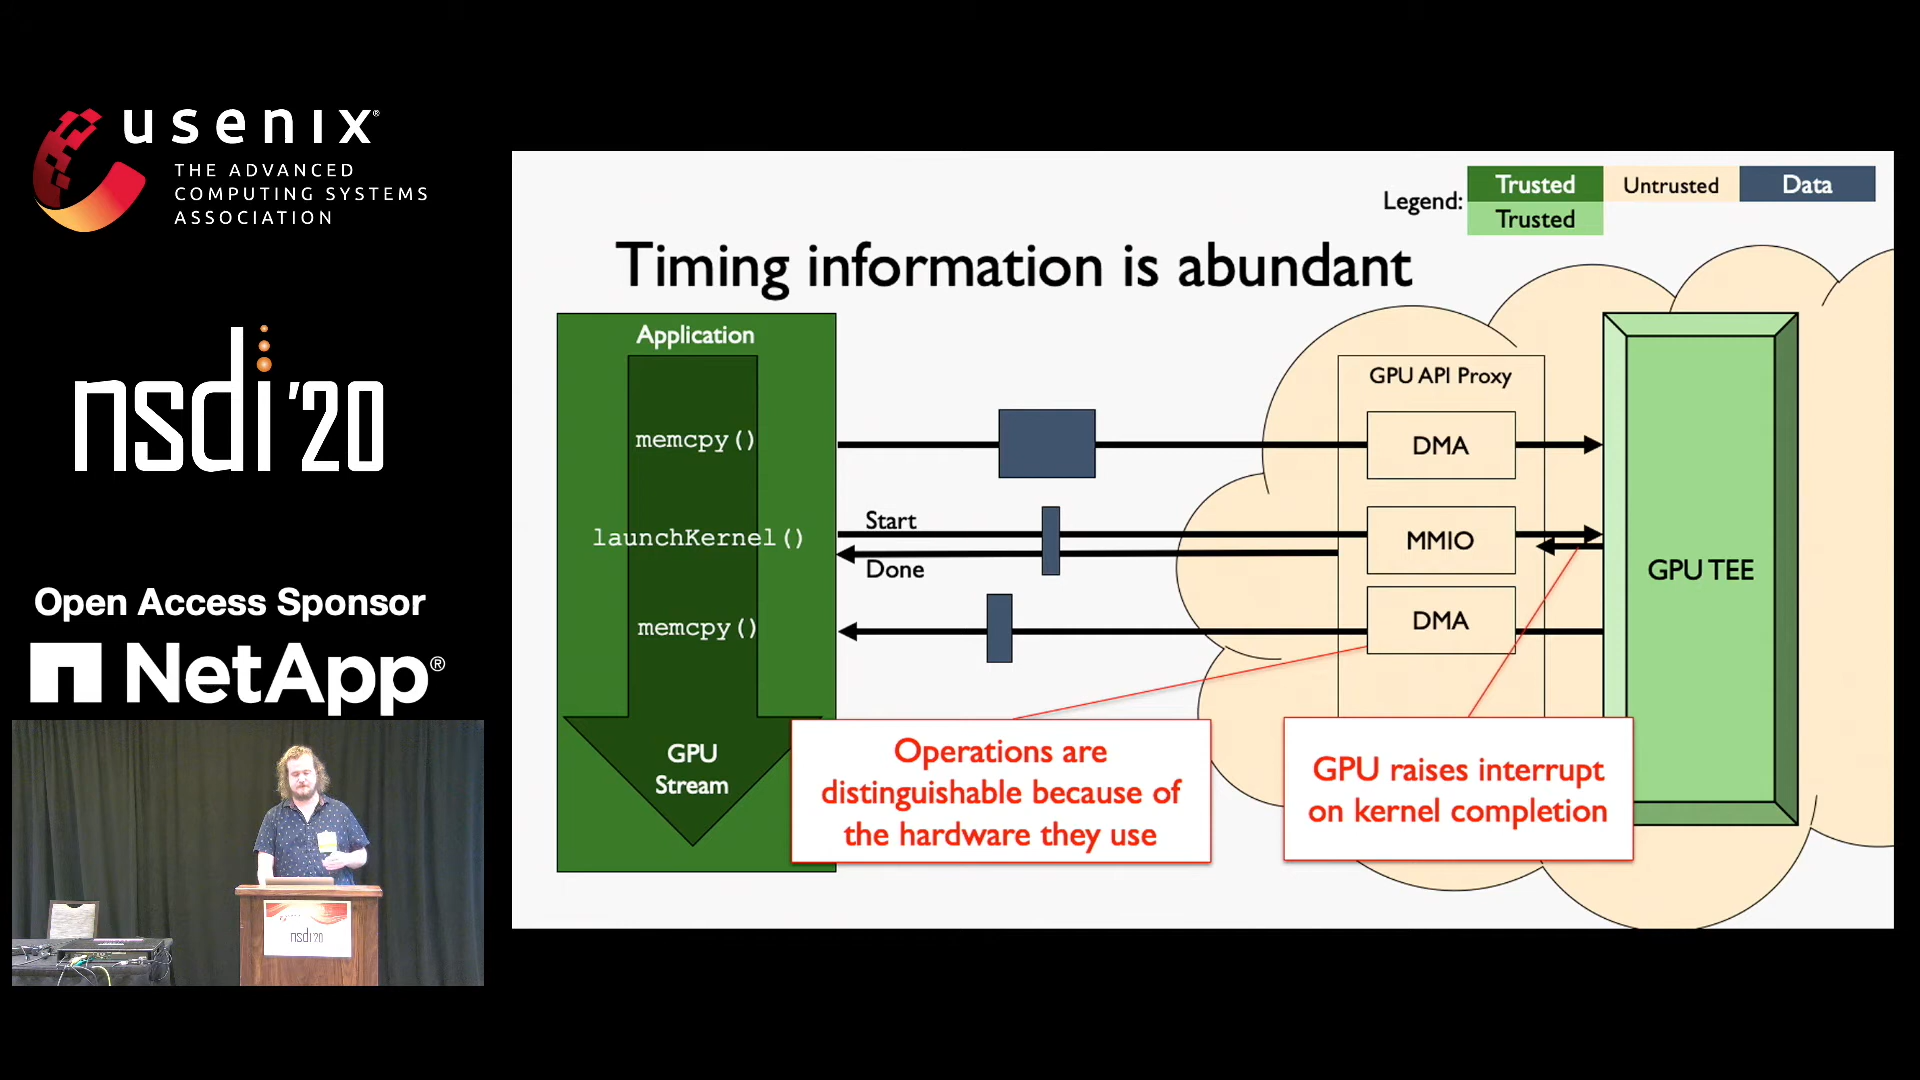 usenix®
THE ADVANCED
COMPUTING SYSTEMS
ASSOCIATION
nsdi '20
Open Access Sponsor
NetApp®
nsdi '20
Legend:
Trusted
Untrusted
Data
Trusted
Timing information is abundant
Application
memcpy()
launchKernel()
memcpy()
GPU
Stream
Start
Done
GPU API Proxy
DMA
MMIO
DMA
GPU TEE
Operations are
distinguishable because of
the hardware they use
GPU raises interrupt
on kernel completion